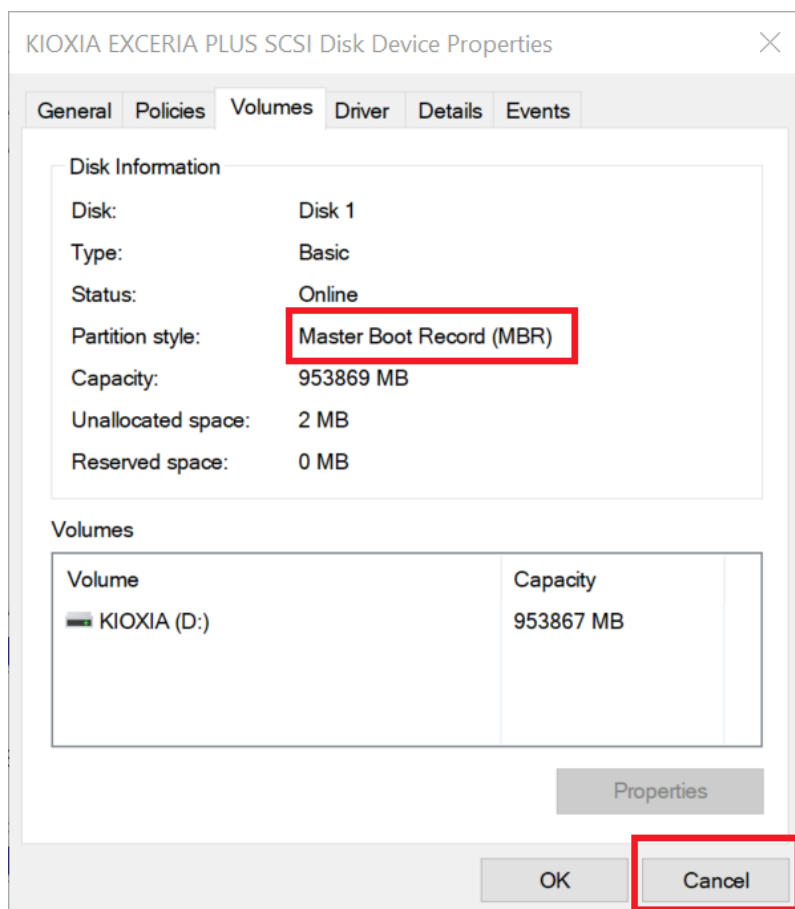 KIOXIA EXCERIA PLUS SCSI Disk Device Properties
General Policies Volumes Driver Details Events
Disk Information
Disk: Disk 1
Type: Basic
Status: Online
Partition style: Master Boot Record (MBR)
Capacity: 953869 MB
Unallocated space: 2 MB
Reserved space: 0 MB
Volumes
Volume Capacity
KIOXIA (D:) 953867 MB
Properties
OK Cancel